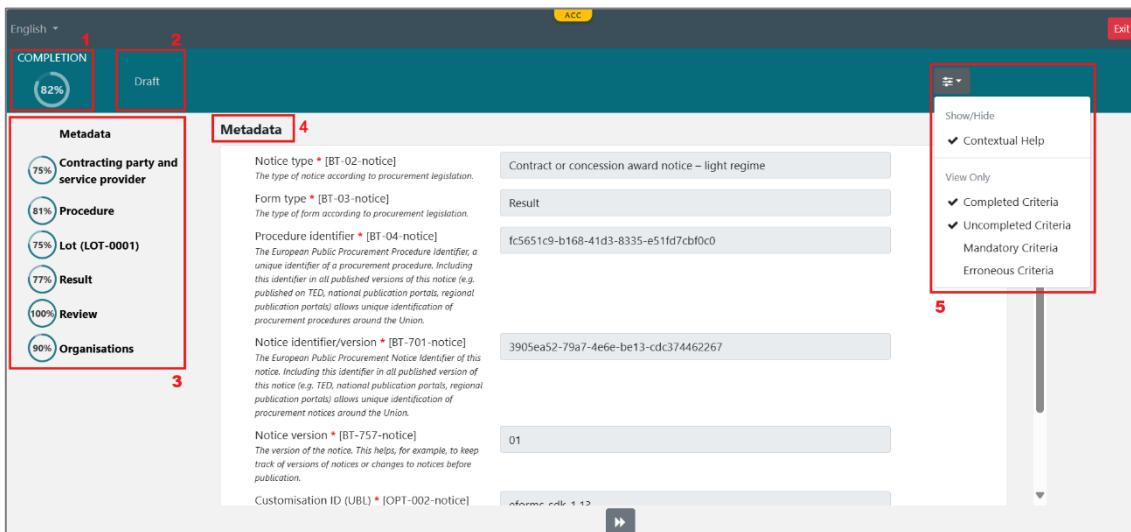 ACC
English
Exit
1
2
COMPLETION
82%
Draft
Metadata
75%
Contracting party and
service provider
81% Procedure
75% Lot (LOT-0001)
77% Result
100% Review
90% Organisations
3
Metadata 4
Notice type * [BT-02-notice]
The type of notice according to procurement legislation.
Contract or concession award notice – light regime
Form type * [BT-03-notice]
The type of form according to procurement legislation.
Result
Procedure identifier * [BT-04-notice]
The European Public Procurement Procedure Identifier, a
unique identifier of a procurement procedure. Including
this identifier in all published versions of this notice (e.g.
published on TED, national publication portals, regional
publication portals) allows unique identification of
procurement procedures around the Union.
fc5651c9-b168-41d3-8335-e51fd7cbf0c0
Notice identifier/version * [BT-701-notice]
The European Public Procurement Notice Identifier of this
notice. Including this identifier in all published version of
this notice (e.g. TED, national publication portals, regional
publication portals) allows unique identification of
procurement notices around the Union.
3905ea52-79a7-4e6e-be13-cdc374462267
Notice version * [BT-757-notice]
The version of the notice. This helps, for example, to keep
track of versions of notices or changes to notices before
publication.
01
Customisation ID (UBL) * [OPT-002-notice]
eforms-sdk-1.13
Show/Hide
Contextual Help
View Only
Completed Criteria
Uncompleted Criteria
Mandatory Criteria
Erroneous Criteria
5